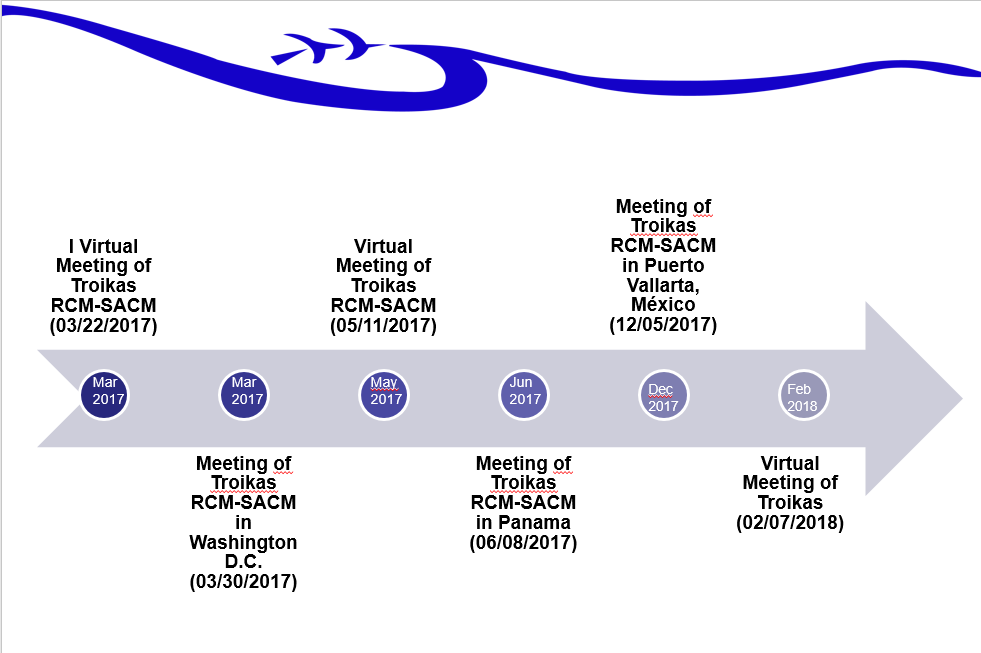 I Virtual
Meeting of
Troikas
RCM-SACM
(03/22/2017)
Virtual
Meeting of
Troikas
RCM-SACM
(05/11/2017)
Meeting of
Troikas
RCM-SACM
in Puerto
Vallarta,
México
(12/05/2017)
Mar
2017
Mar
2017
May
2017
Jun
2017
Dec
2017
Feb
2018
Meeting of
Troikas
RCM-SACM
in
Washington
D.C.
(03/30/2017)
Meeting of
Troikas
RCM-SACM
in Panama
(06/08/2017)
Virtual
Meeting of
Troikas
(02/07/2018)